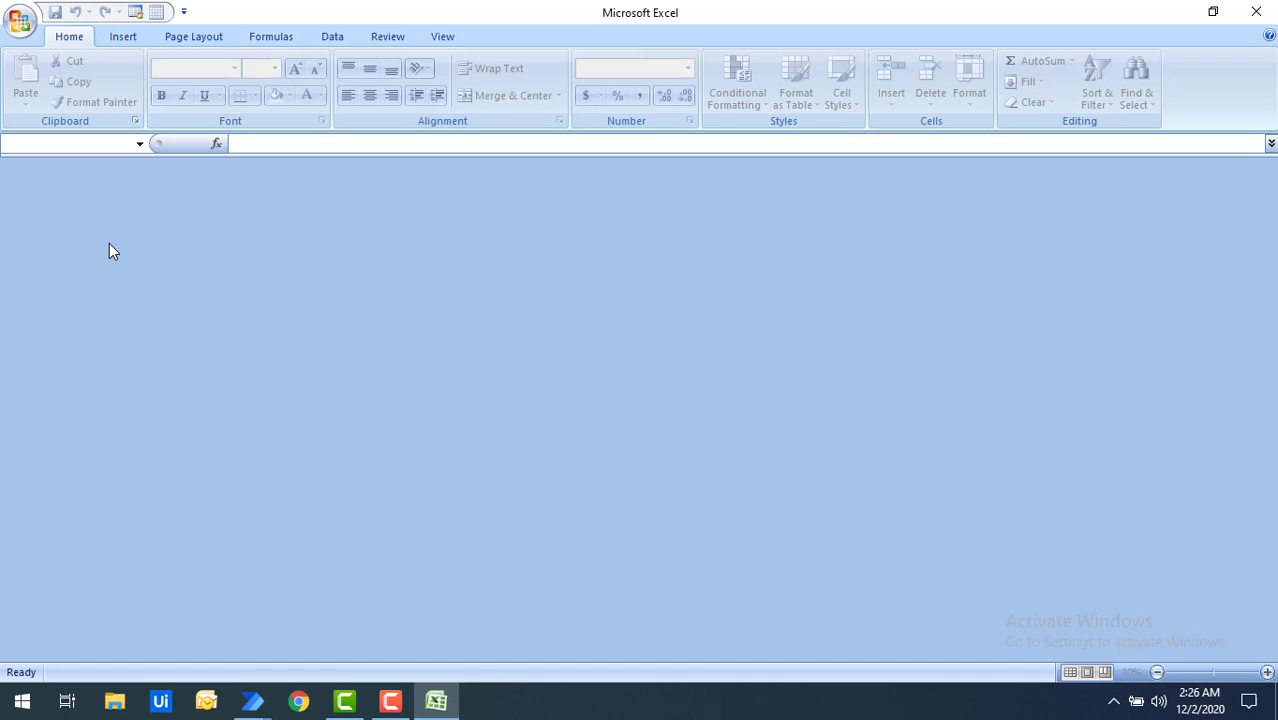 Microsoft Excel
Home Insert Page Layout Formulas Data Review View
Paste
Cut
Copy
Format Painter
Clipboard
B I U
A
Font
Wrap Text
Merge & Center
Alignment
$ % ,
Number
Conditional Formatting
Format as Table
Cell Styles
Styles
Insert Delete Format
Cells
Σ AutoSum
Fill
Clear
Sort & Filter
Find & Select
Editing
fx
Activate Windows
Go to Settings to activate Windows.
Ready
10%
Ui
2:26 AM
12/2/2020